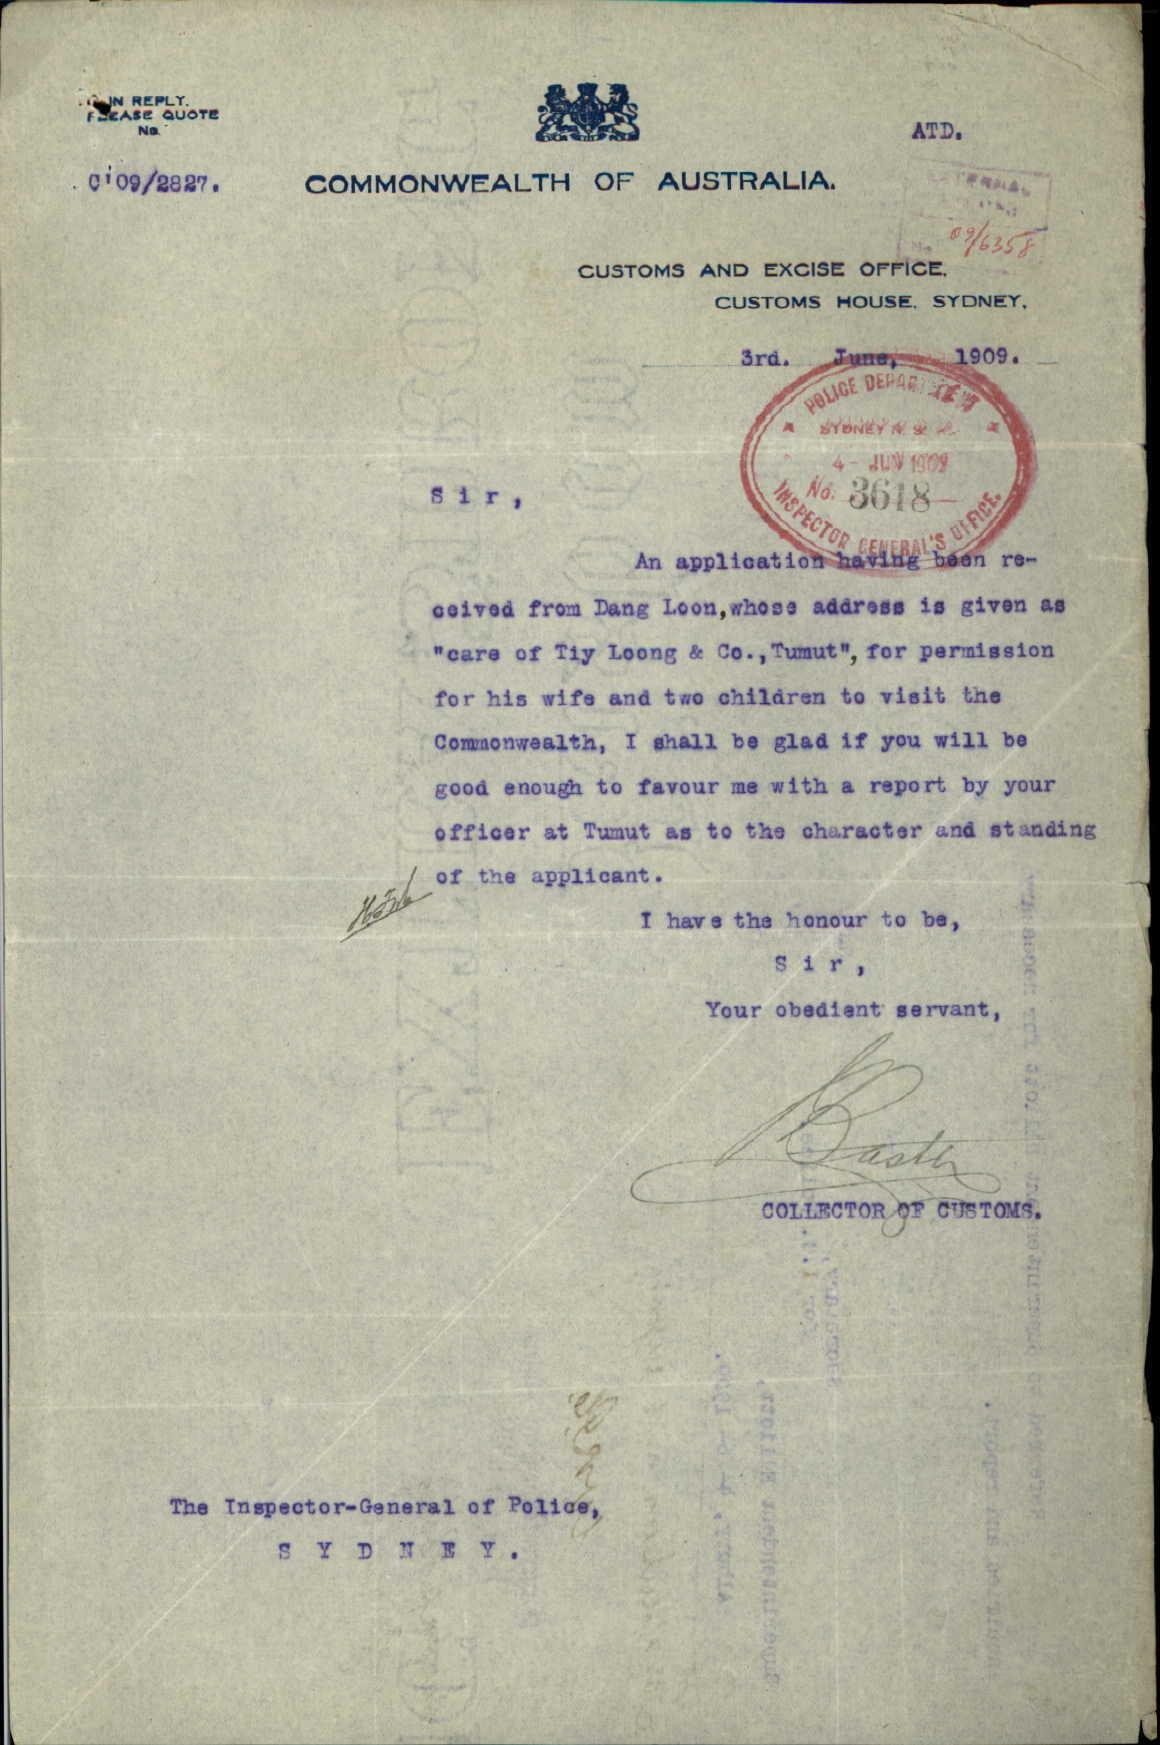 IN REPLY.
PLEASE QUOTE
No.
ATD.
C'09/2827.
COMMONWEALTH OF AUSTRALIA.
09/6358
CUSTOMS AND EXCISE OFFICE,
CUSTOMS HOUSE, SYDNEY,
3rd. June, 1909.
POLICE DEPARTMENT
SYDNEY N. S. W.
4 - JUN 1909
No. 3618
INSPECTOR GENERAL'S OFFICE.
Sir,
An application having been re-
ceived from Dang Loon,whose address is given as
"care of Tiy Loong & Co.,Tumut", for permission
for his wife and two children to visit the
Commonwealth, I shall be glad if you will be
good enough to favour me with a report by your
officer at Tumut as to the character and standing
of the applicant.
I have the honour to be,
Sir,
Your obedient servant,
Baxter
COLLECTOR OF CUSTOMS.
The Inspector-General of Police,
SYDNEY.